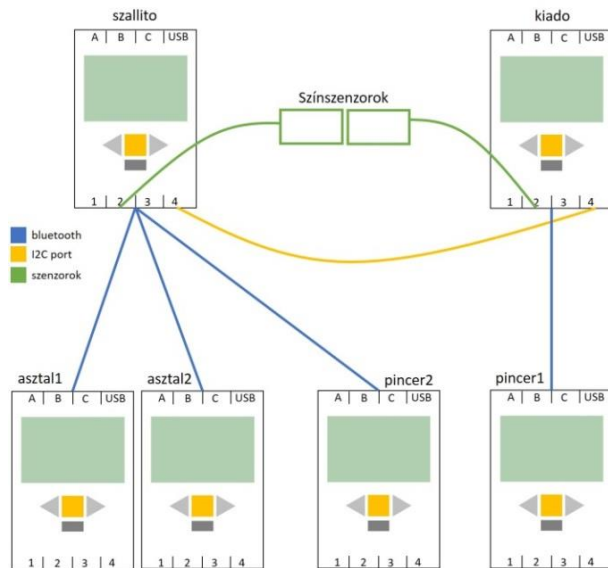 szallito
kiado
A B C USB
A B C USB
Színszenzorok
1 2 3 4
1 2 3 4
bluetooth
I2C port
szenzorok
asztal1
asztal2
pincer2
pincer1
A B C USB
A B C USB
A B C USB
A B C USB
1 2 3 4
1 2 3 4
1 2 3 4
1 2 3 4